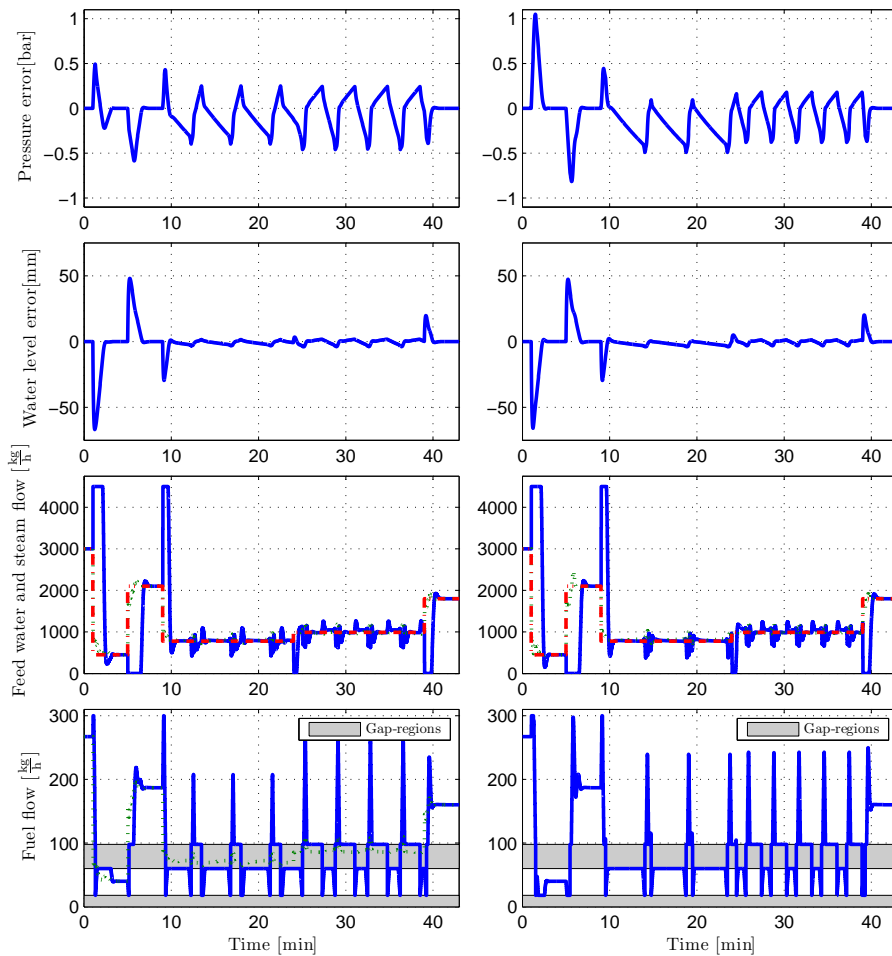 Pressure error[bar]
1
0.5
0
−0.5
−1
0 10 20 30 40
1
0.5
0
−0.5
−1
0 10 20 30 40
Water level error[mm]
50
0
−50
0 10 20 30 40
50
0
−50
0 10 20 30 40
Feed water and steam flow [kg/h]
4000
3000
2000
1000
0
0 10 20 30 40
4000
3000
2000
1000
0
0 10 20 30 40
Fuel flow [kg/h]
300
200
100
0
Gap-regions
0 10 20 30 40
Time [min]
300
200
100
0
Gap-regions
0 10 20 30 40
Time [min]